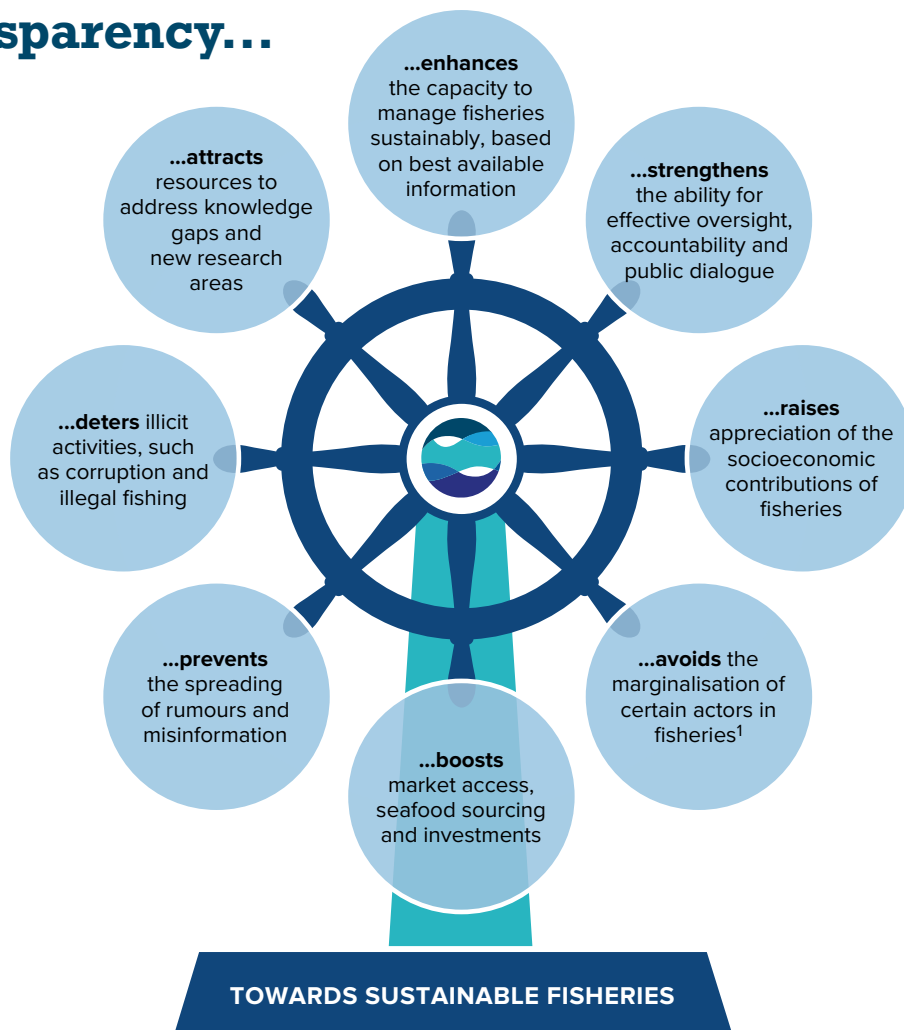 sparency...
...enhances
the capacity to
manage fisheries
sustainably, based
on best available
information
...strengthens
the ability for
effective oversight,
accountability and
public dialogue
...raises
appreciation of the
socioeconomic
contributions of
fisheries
...avoids the
marginalisation of
certain actors in
fisheries1
...boosts
market access,
seafood sourcing
and investments
...prevents
the spreading
of rumours and
misinformation
...deters illicit
activities, such
as corruption and
illegal fishing
...attracts
resources to
address knowledge
gaps and
new research
areas
TOWARDS SUSTAINABLE FISHERIES